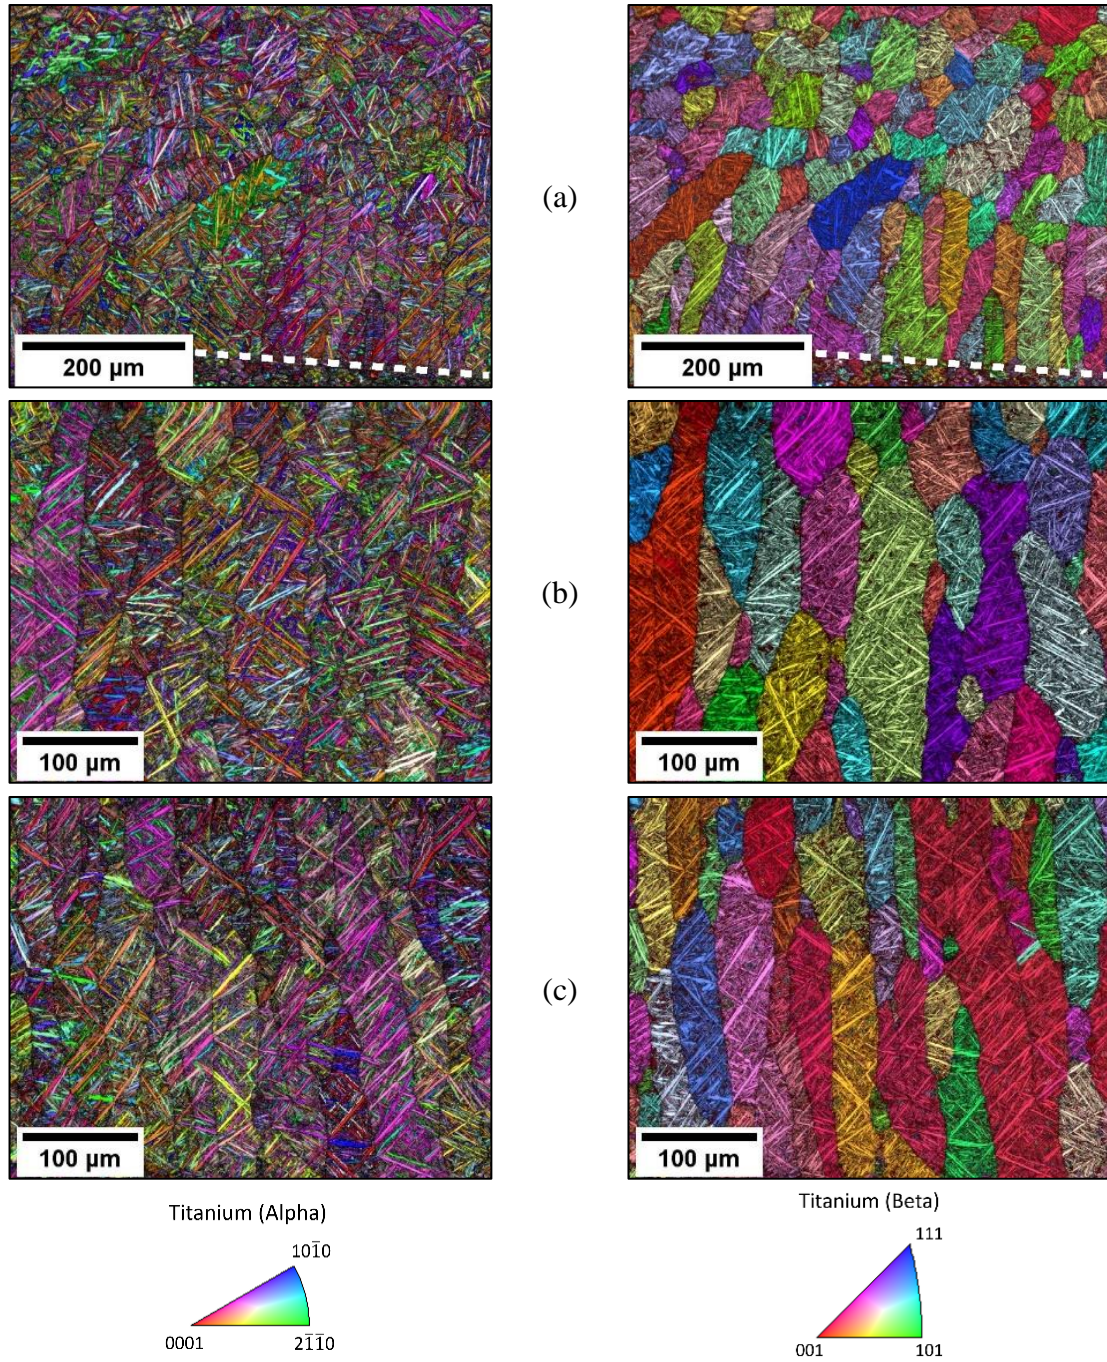 (a)
200 µm
200 µm
(b)
100 µm
100 µm
(c)
100 µm
100 µm
Titanium (Alpha)
101̅0
0001
21̅1̅0
Titanium (Beta)
111
001
101